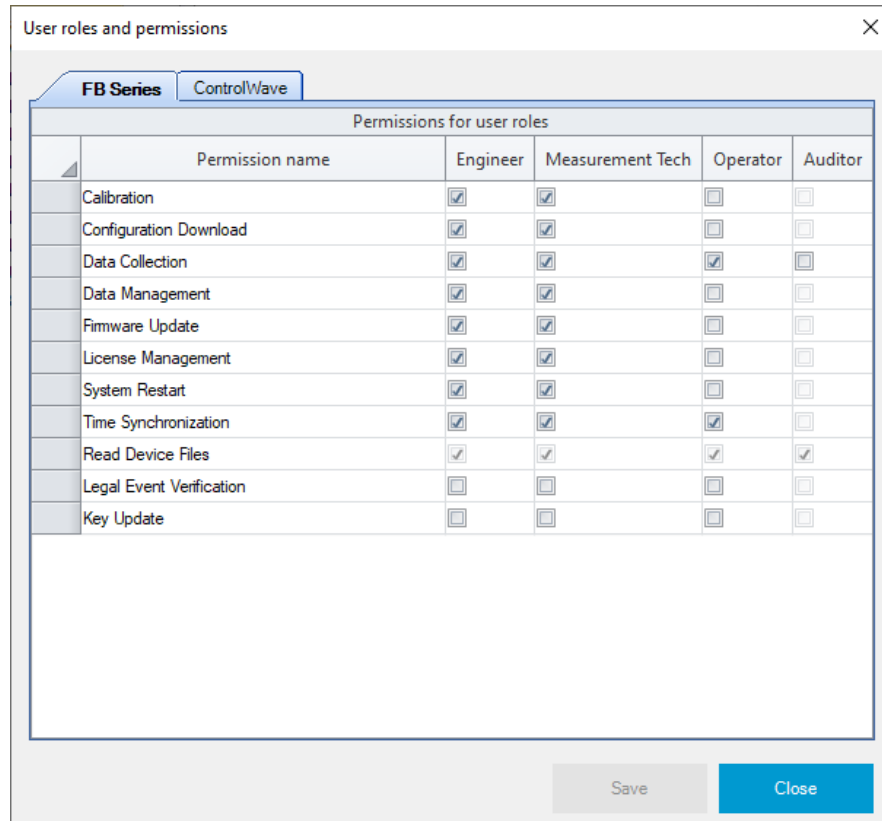 User roles and permissions
FB Series ControlWave
Permissions for user roles
Permission name Engineer Measurement Tech Operator Auditor
Calibration
Configuration Download
Data Collection
Data Management
Firmware Update
License Management
System Restart
Time Synchronization
Read Device Files
Legal Event Verification
Key Update
Save Close